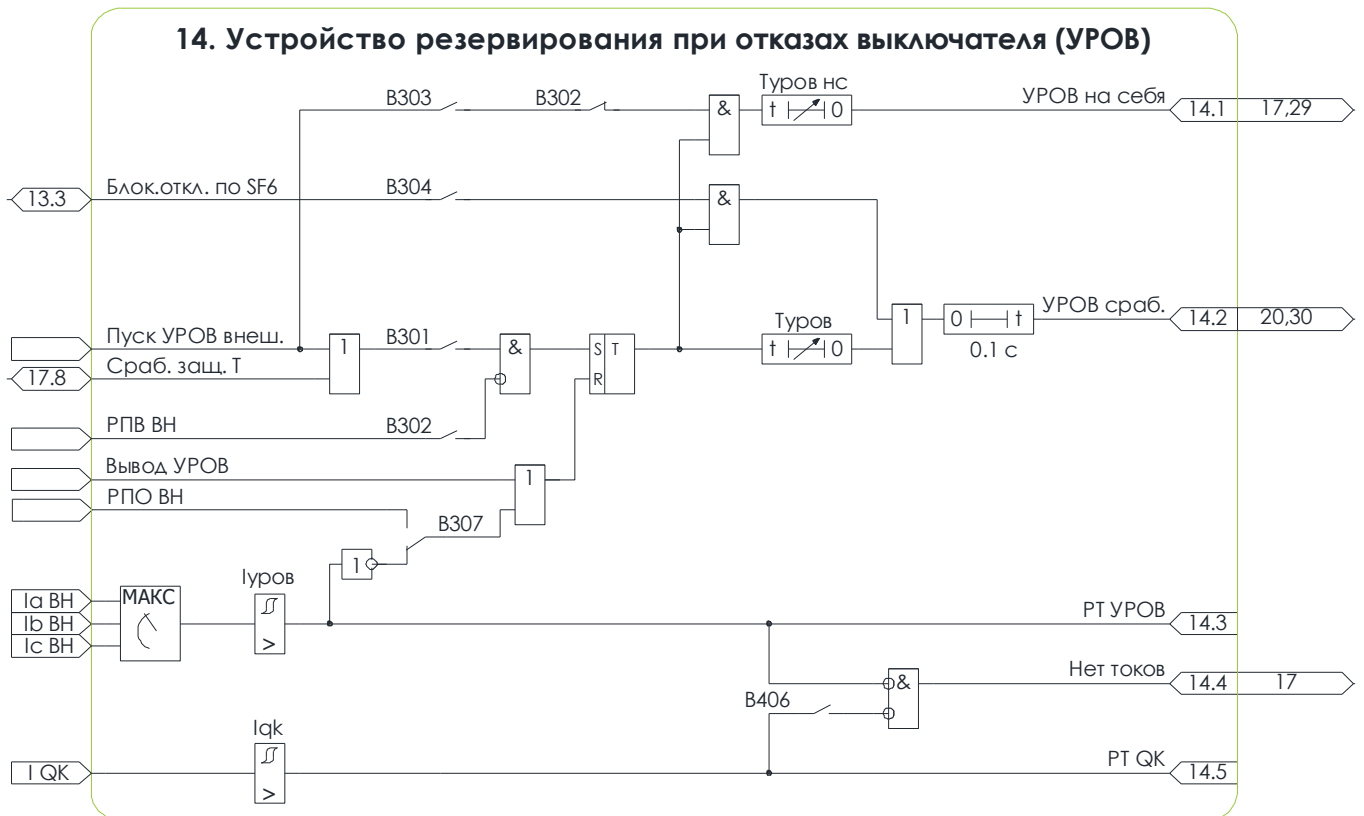 14. Устройство резервирования при отказах выключателя (УРОВ)
Туров нс
В303
В302
&
t
0
УРОВ на себя
14.1
17,29
13.3
Блок.откл. по SF6
В304
&
Пуск УРОВ внеш.
1
В301
&
S
T
R
Туров
t
0
1
0
t
0.1 с
УРОВ сраб.
14.2
20,30
17.8
Сраб. защ. Т
РПВ ВН
В302
Вывод УРОВ
1
РПО ВН
В307
1
Iуров
Ia ВН
Ib ВН
Ic ВН
МАКС
>
РТ УРОВ
14.3
Нет токов
&
14.4
17
В406
Iqk
I QK
>
РТ QK
14.5